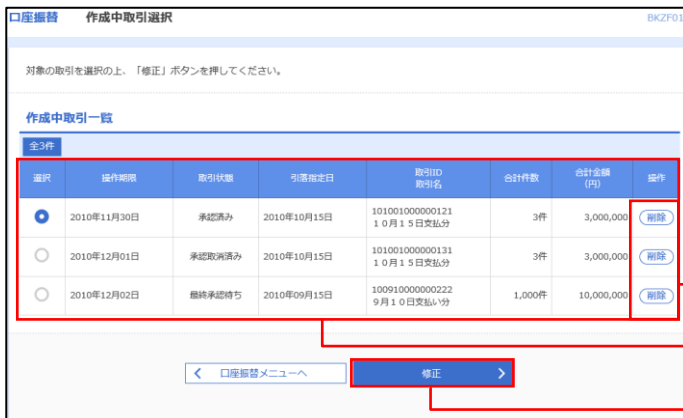 口座振替 作成中取引選択 BKZF01
対象の取引を選択の上、「修正」ボタンを押してください。
作成中取引一覧
全3件
選択 操作期限 取引状態 引落指定日 取引ID 合計件数 合計金額 操作
取引名 (円)
2010年11月30日 承認済み 2010年10月15日 101001000000121 3件 3,000,000 削除
10月15日支払分
2010年12月01日 承認取消済み 2010年10月15日 101001000000131 3件 3,000,000 削除
10月15日支払分
2010年12月02日 最終承認待ち 2010年09月15日 100910000000222 1,000件 10,000,000 削除
9月10日支払い分
口座振替メニューへ 修正